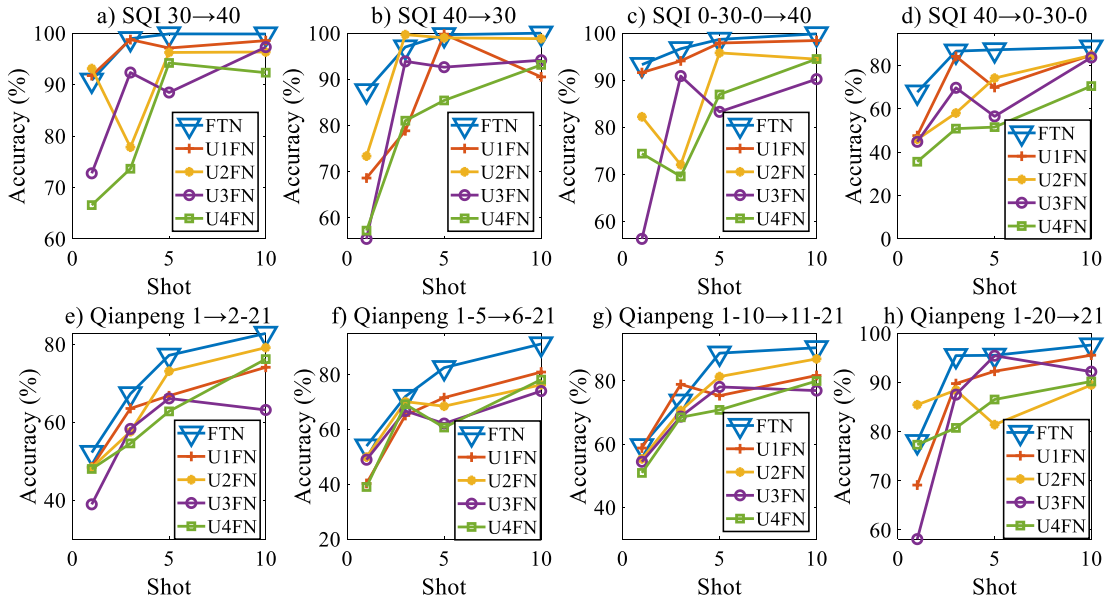 a) SQI 30→40
Accuracy (%)
100
90
80
70
60
0
5
10
Shot
FTN
U1FN
U2FN
U3FN
U4FN
b) SQI 40→30
Accuracy (%)
100
90
80
70
60
0
5
10
Shot
FTN
U1FN
U2FN
U3FN
U4FN
c) SQI 0-30-0→40
Accuracy (%)
100
90
80
70
60
0
5
10
Shot
FTN
U1FN
U2FN
U3FN
U4FN
d) SQI 40→0-30-0
Accuracy (%)
80
60
40
20
0
0
5
10
Shot
FTN
U1FN
U2FN
U3FN
U4FN
e) Qianpeng 1→2-21
Accuracy (%)
80
60
40
0
5
10
Shot
FTN
U1FN
U2FN
U3FN
U4FN
f) Qianpeng 1-5→6-21
Accuracy (%)
80
60
40
20
0
5
10
Shot
FTN
U1FN
U2FN
U3FN
U4FN
g) Qianpeng 1-10→11-21
Accuracy (%)
80
60
40
0
5
10
Shot
FTN
U1FN
U2FN
U3FN
U4FN
h) Qianpeng 1-20→21
Accuracy (%)
100
90
80
70
60
0
5
10
Shot
FTN
U1FN
U2FN
U3FN
U4FN